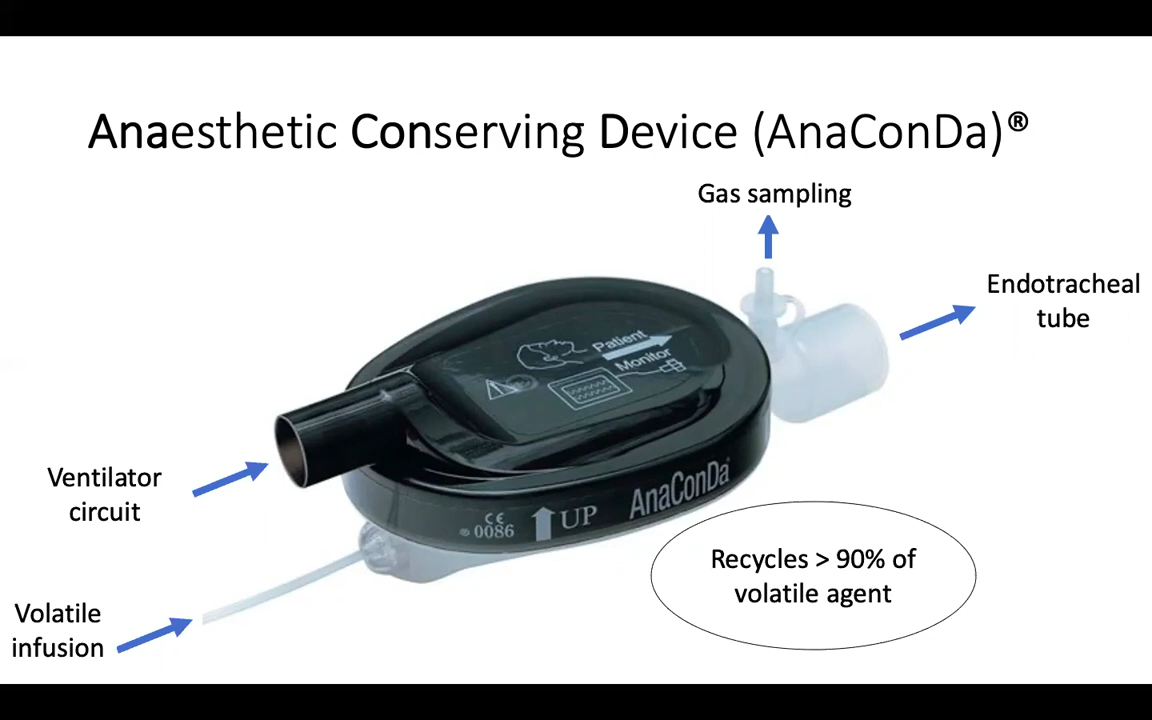 Anaesthetic Conserving Device (AnaConDa)®
Gas sampling
Endotracheal
tube
Patient
Monitor
Ventilator
circuit
AnaConDa
CE
0086
UP
Recycles > 90% of
volatile agent
Volatile
infusion